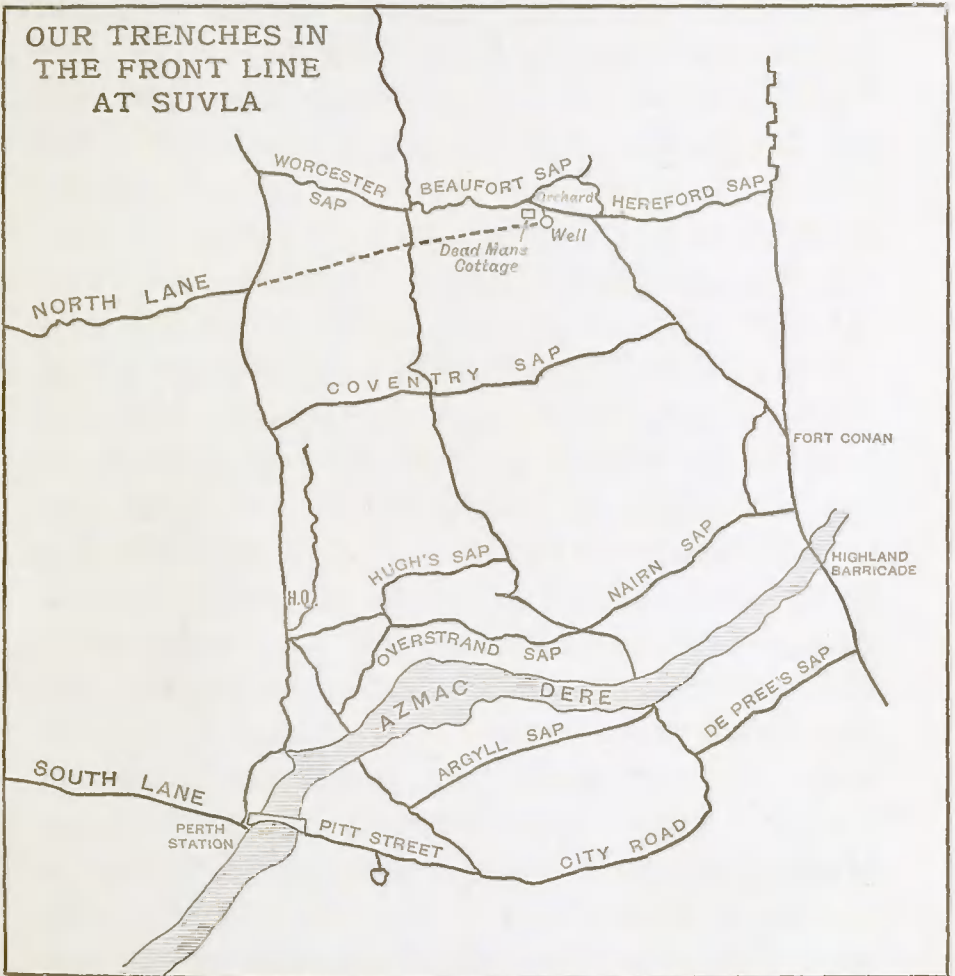 OUR TRENCHES IN
THE FRONT LINE
AT SUVLA
WORCESTER
SAP
BEAUFORT SAP
Orchard
HEREFORD SAP
Well
Dead Mans
Cottage
NORTH LANE
COVENTRY SAP
FORT CONAN
HUGH'S SAP
NAIRN SAP
HIGHLAND
BARRICADE
H.Q.
OVERSTRAND SAP
AZMAC DERE
DE PREE'S SAP
ARGYLL SAP
SOUTH LANE
PERTH
STATION
PITT STREET
CITY ROAD